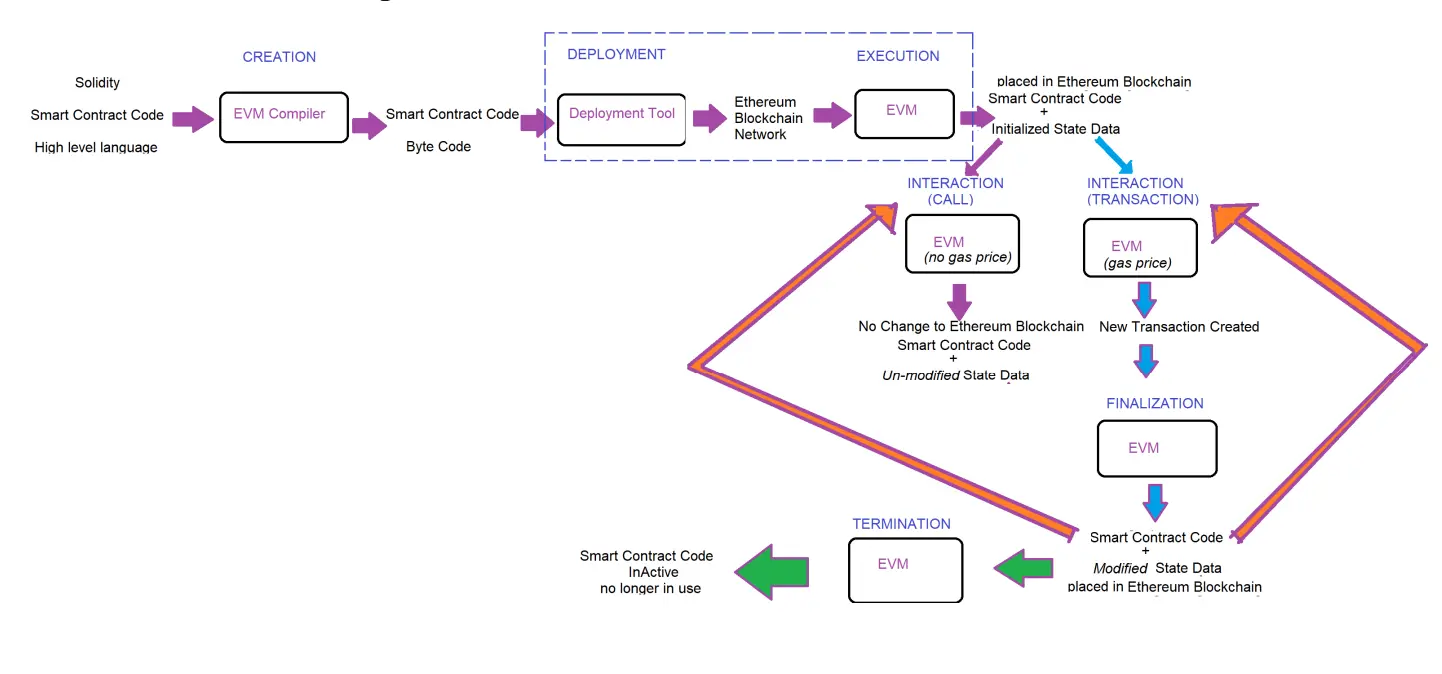 CREATION
Solidity
Smart Contract Code
High level language
EVM Compiler
Smart Contract Code
Byte Code
DEPLOYMENT
Deployment Tool
Ethereum
Blockchain
Network
EXECUTION
EVM
placed in Ethereum Blockchain
Smart Contract Code
+
Initialized State Data
INTERACTION
(CALL)
EVM
(no gas price)
No Change to Ethereum Blockchain
Smart Contract Code
+
Un-modified State Data
INTERACTION
(TRANSACTION)
EVM
(gas price)
New Transaction Created
FINALIZATION
EVM
Smart Contract Code
+
Modified State Data
placed in Ethereum Blockchain
TERMINATION
EVM
Smart Contract Code
InActive
no longer in use